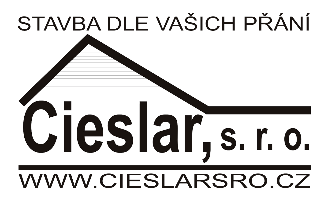 STAVBA DLE VAŠICH PŘÁNÍ
Cieslar, s. r. o.
WWW.CIESLARSRO.CZ